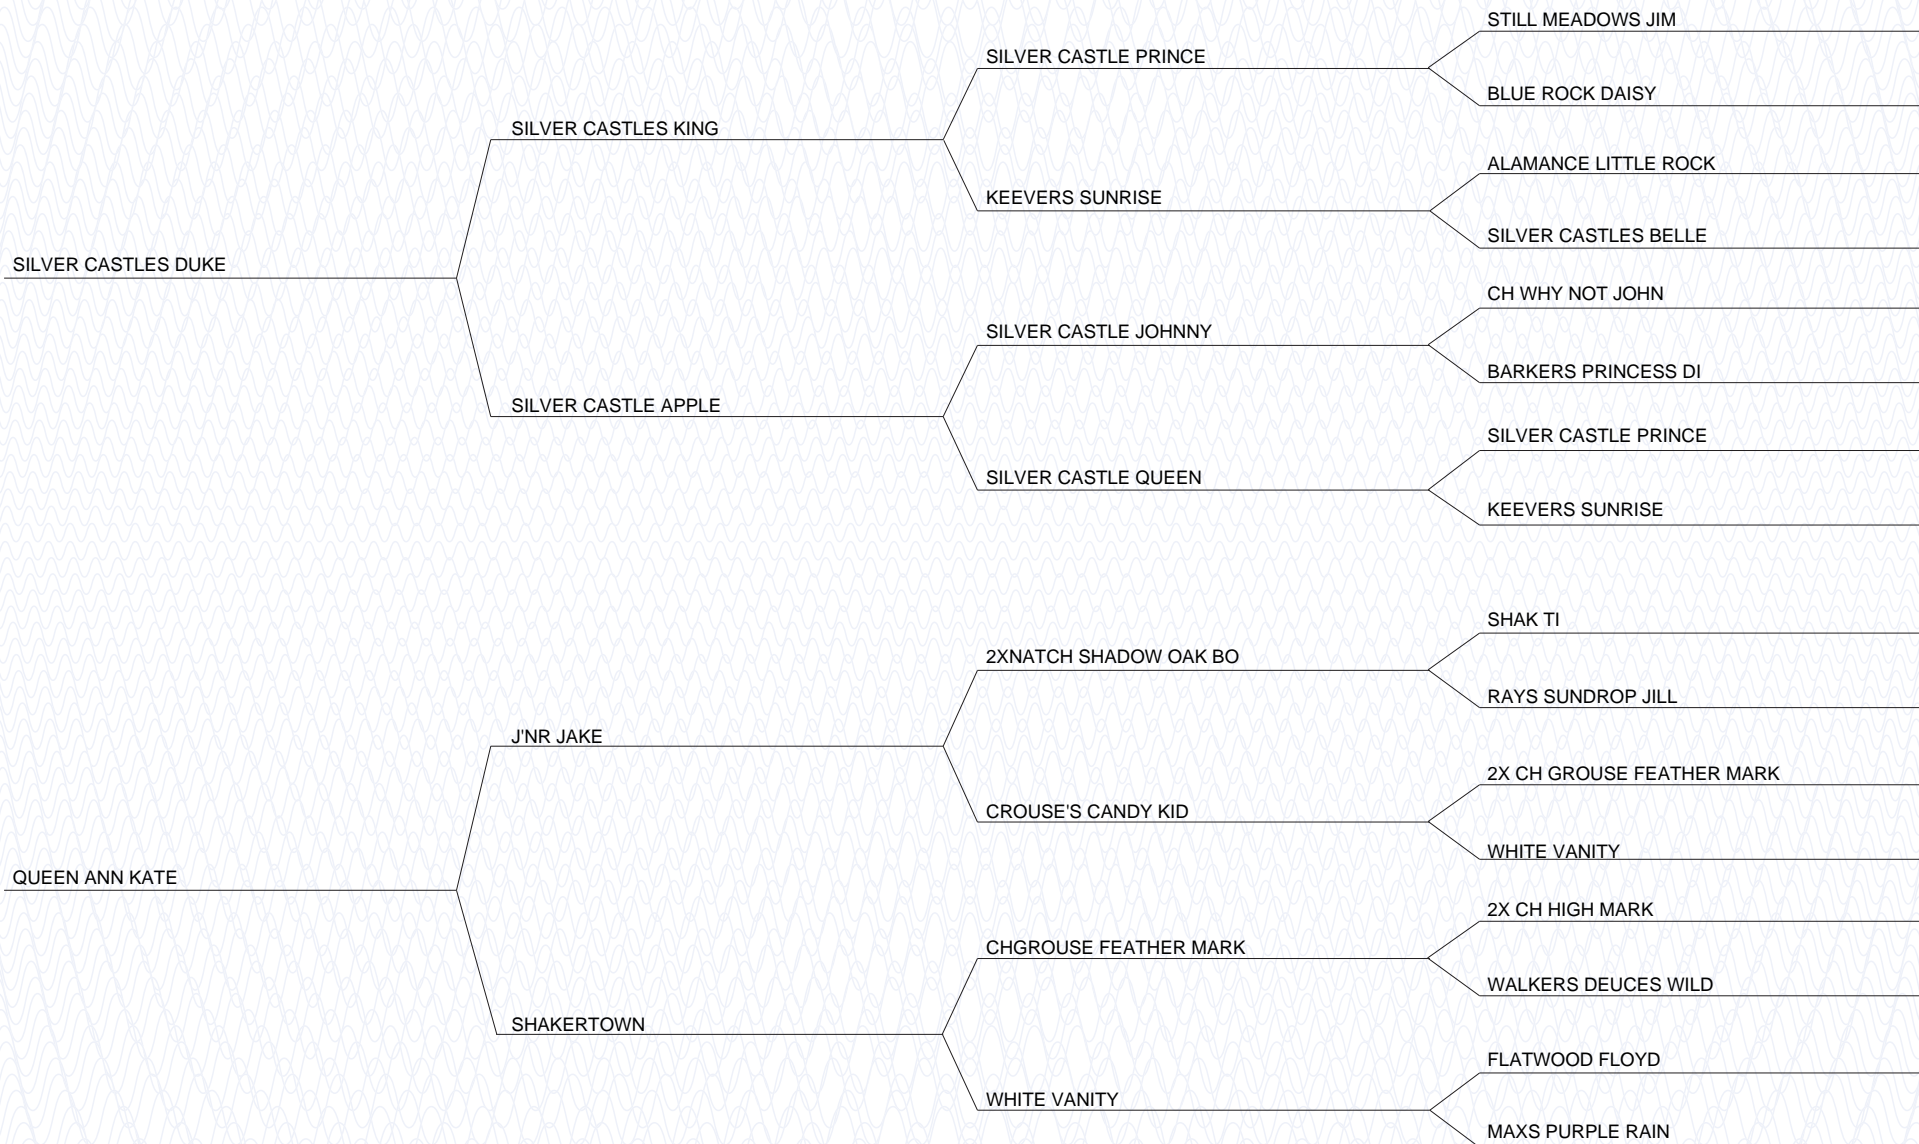 STILL MEADOWS JIM
SILVER CASTLE PRINCE
BLUE ROCK DAISY
SILVER CASTLES KING
ALAMANCE LITTLE ROCK
KEEVERS SUNRISE
SILVER CASTLES BELLE
SILVER CASTLES DUKE
CH WHY NOT JOHN
SILVER CASTLE JOHNNY
BARKERS PRINCESS DI
SILVER CASTLE APPLE
SILVER CASTLE PRINCE
SILVER CASTLE QUEEN
KEEVERS SUNRISE
SHAK TI
2XNATCH SHADOW OAK BO
RAYS SUNDROP JILL
J'NR JAKE
2X CH GROUSE FEATHER MARK
CROUSE'S CANDY KID
WHITE VANITY
QUEEN ANN KATE
2X CH HIGH MARK
CHGROUSE FEATHER MARK
WALKERS DEUCES WILD
SHAKERTOWN
FLATWOOD FLOYD
WHITE VANITY
MAXS PURPLE RAIN